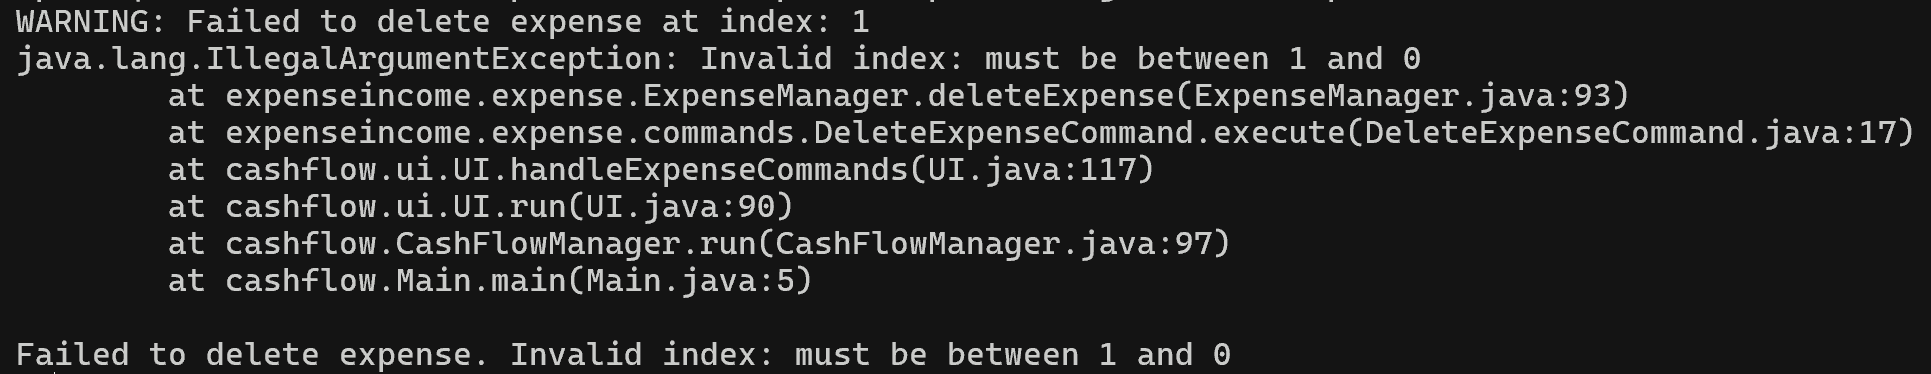 WARNING: Failed to delete expense at index: 1
java.lang.IllegalArgumentException: Invalid index: must be between 1 and 0
        at expenseincome.expense.ExpenseManager.deleteExpense(ExpenseManager.java:93)
        at expenseincome.expense.commands.DeleteExpenseCommand.execute(DeleteExpenseCommand.java:17)
        at cashflow.ui.UI.handleExpenseCommands(UI.java:117)
        at cashflow.ui.UI.run(UI.java:90)
        at cashflow.CashFlowManager.run(CashFlowManager.java:97)
        at cashflow.Main.main(Main.java:5)

Failed to delete expense. Invalid index: must be between 1 and 0